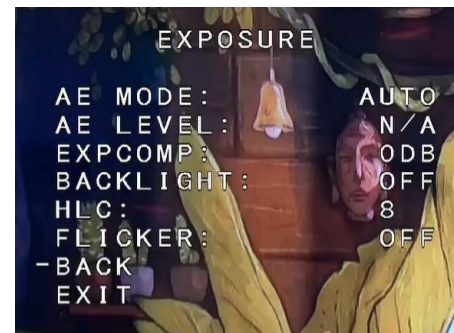 EXPOSURE
AE MODE: AUTO
AE LEVEL: N/A
EXPCOMP: 0DB
BACKLIGHT: OFF
HLC: 8
FLICKER: OFF
-BACK
EXIT